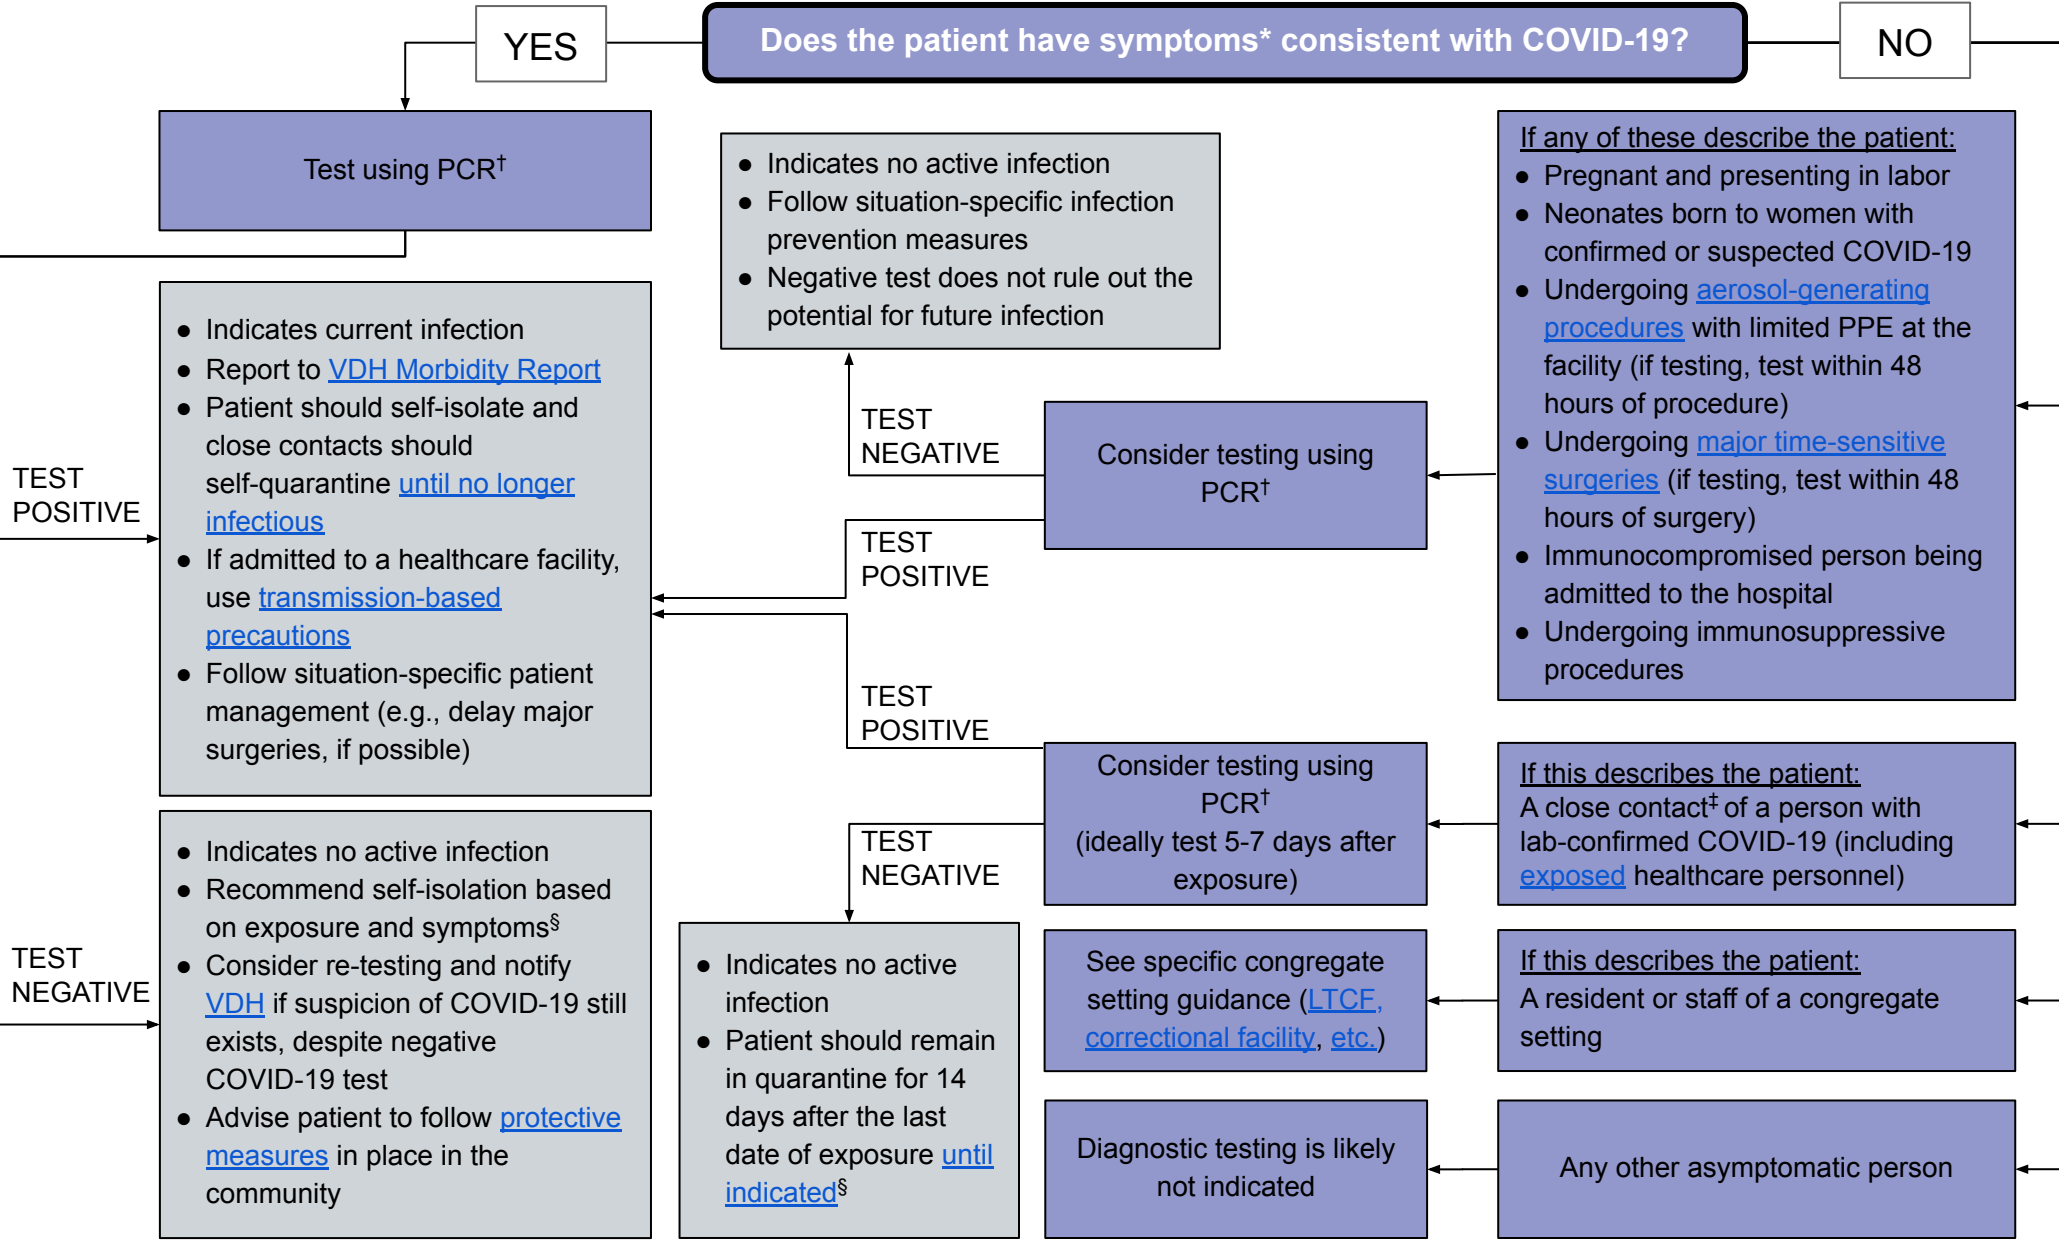 Does the patient have symptoms* consistent with COVID-19?
YES
NO
Test using PCR†
TEST
POSITIVE
● Indicates current infection
● Report to VDH Morbidity Report
● Patient should self-isolate and
close contacts should
self-quarantine until no longer
infectious
● If admitted to a healthcare facility,
use transmission-based
precautions
● Follow situation-specific patient
management (e.g., delay major
surgeries, if possible)
TEST
NEGATIVE
● Indicates no active infection
● Recommend self-isolation based
on exposure and symptoms§
● Consider re-testing and notify
VDH if suspicion of COVID-19 still
exists, despite negative
COVID-19 test
● Advise patient to follow protective
measures in place in the
community
If any of these describe the patient:
● Pregnant and presenting in labor
● Neonates born to women with
confirmed or suspected COVID-19
● Undergoing aerosol-generating
procedures with limited PPE at the
facility (if testing, test within 48
hours of procedure)
● Undergoing major time-sensitive
surgeries (if testing, test within 48
hours of surgery)
● Immunocompromised person being
admitted to the hospital
● Undergoing immunosuppressive
procedures
Consider testing using
PCR†
TEST
NEGATIVE
● Indicates no active infection
● Follow situation-specific infection
prevention measures
● Negative test does not rule out the
potential for future infection
TEST
POSITIVE
If this describes the patient:
A close contact‡ of a person with
lab-confirmed COVID-19 (including
exposed healthcare personnel)
Consider testing using
PCR†
(ideally test 5-7 days after
exposure)
TEST
POSITIVE
TEST
NEGATIVE
● Indicates no active
infection
● Patient should remain
in quarantine for 14
days after the last
date of exposure until
indicated§
If this describes the patient:
A resident or staff of a congregate
setting
See specific congregate
setting guidance (LTCF,
correctional facility, etc.)
Any other asymptomatic person
Diagnostic testing is likely
not indicated